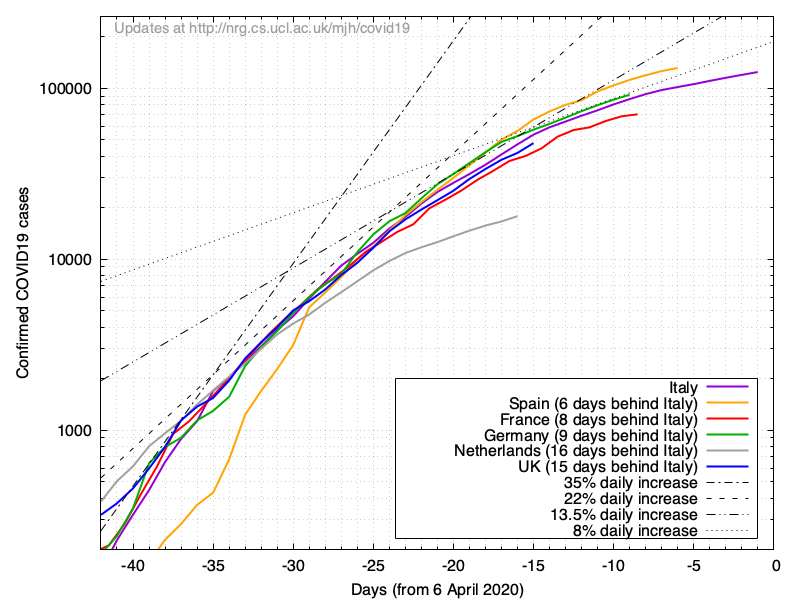 Updates at http://nrg.cs.ucl.ac.uk/mjh/covid19
100000
10000
1000
Confirmed COVID19 cases
Italy
Spain (6 days behind Italy)
France (8 days behind Italy)
Germany (9 days behind Italy)
Netherlands (16 days behind Italy)
UK (15 days behind Italy)
35% daily increase
22% daily increase
13.5% daily increase
8% daily increase
-40 -35 -30 -25 -20 -15 -10 -5 0
Days (from 6 April 2020)